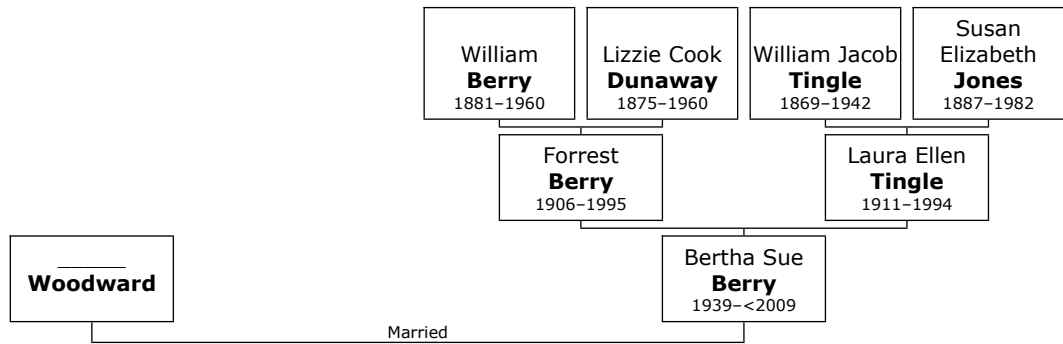 William
Berry
1881–1960
Lizzie Cook
Dunaway
1875–1960
William Jacob
Tingle
1869–1942
Susan
Elizabeth
Jones
1887–1982
Forrest
Berry
1906–1995
Laura Ellen
Tingle
1911–1994
______
Woodward
Bertha Sue
Berry
1939–<2009
Married